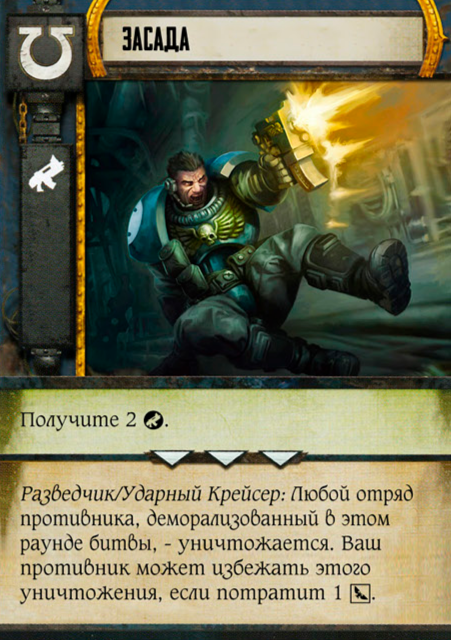 ЗАСАДА
Получите 2 .
Разведчик/Ударный Крейсер: Любой отряд
противника, деморализованный в этом
раунде битвы, - уничтожается. Ваш
противник может избежать этого
уничтожения, если потратит 1 .